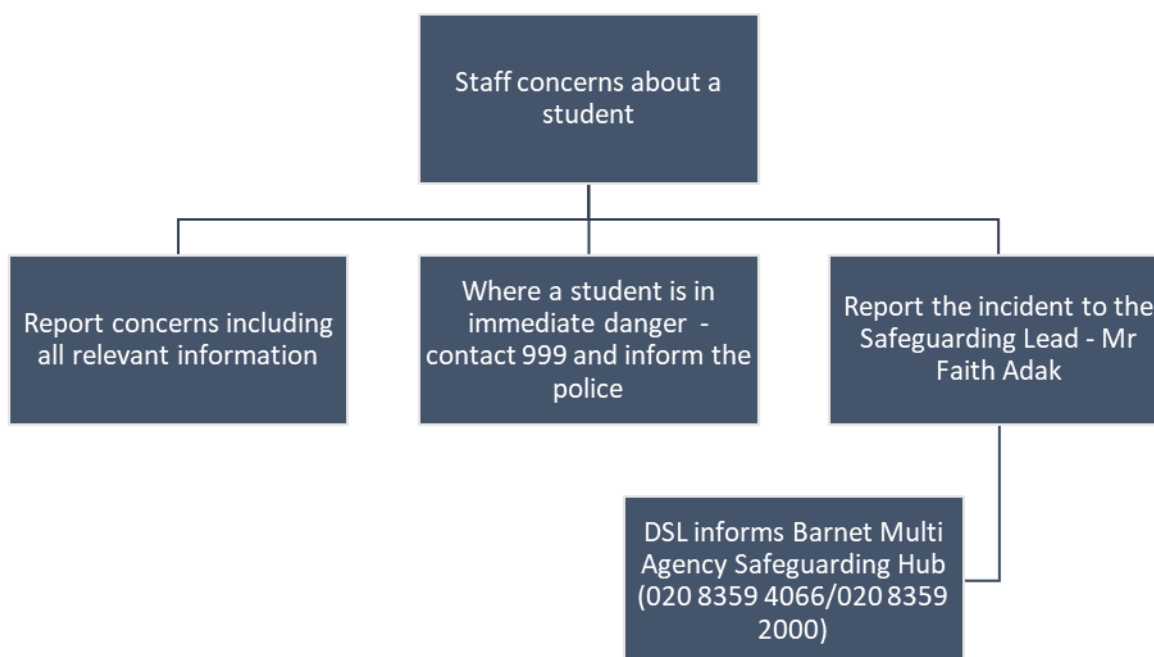 Staff concerns about a
student
Report concerns including
all relevant information
Where a student is in
immediate danger -
contact 999 and inform the
police
Report the incident to the
Safeguarding Lead - Mr
Faith Adak
DSL informs Barnet Multi
Agency Safeguarding Hub
(020 8359 4066/020 8359
2000)